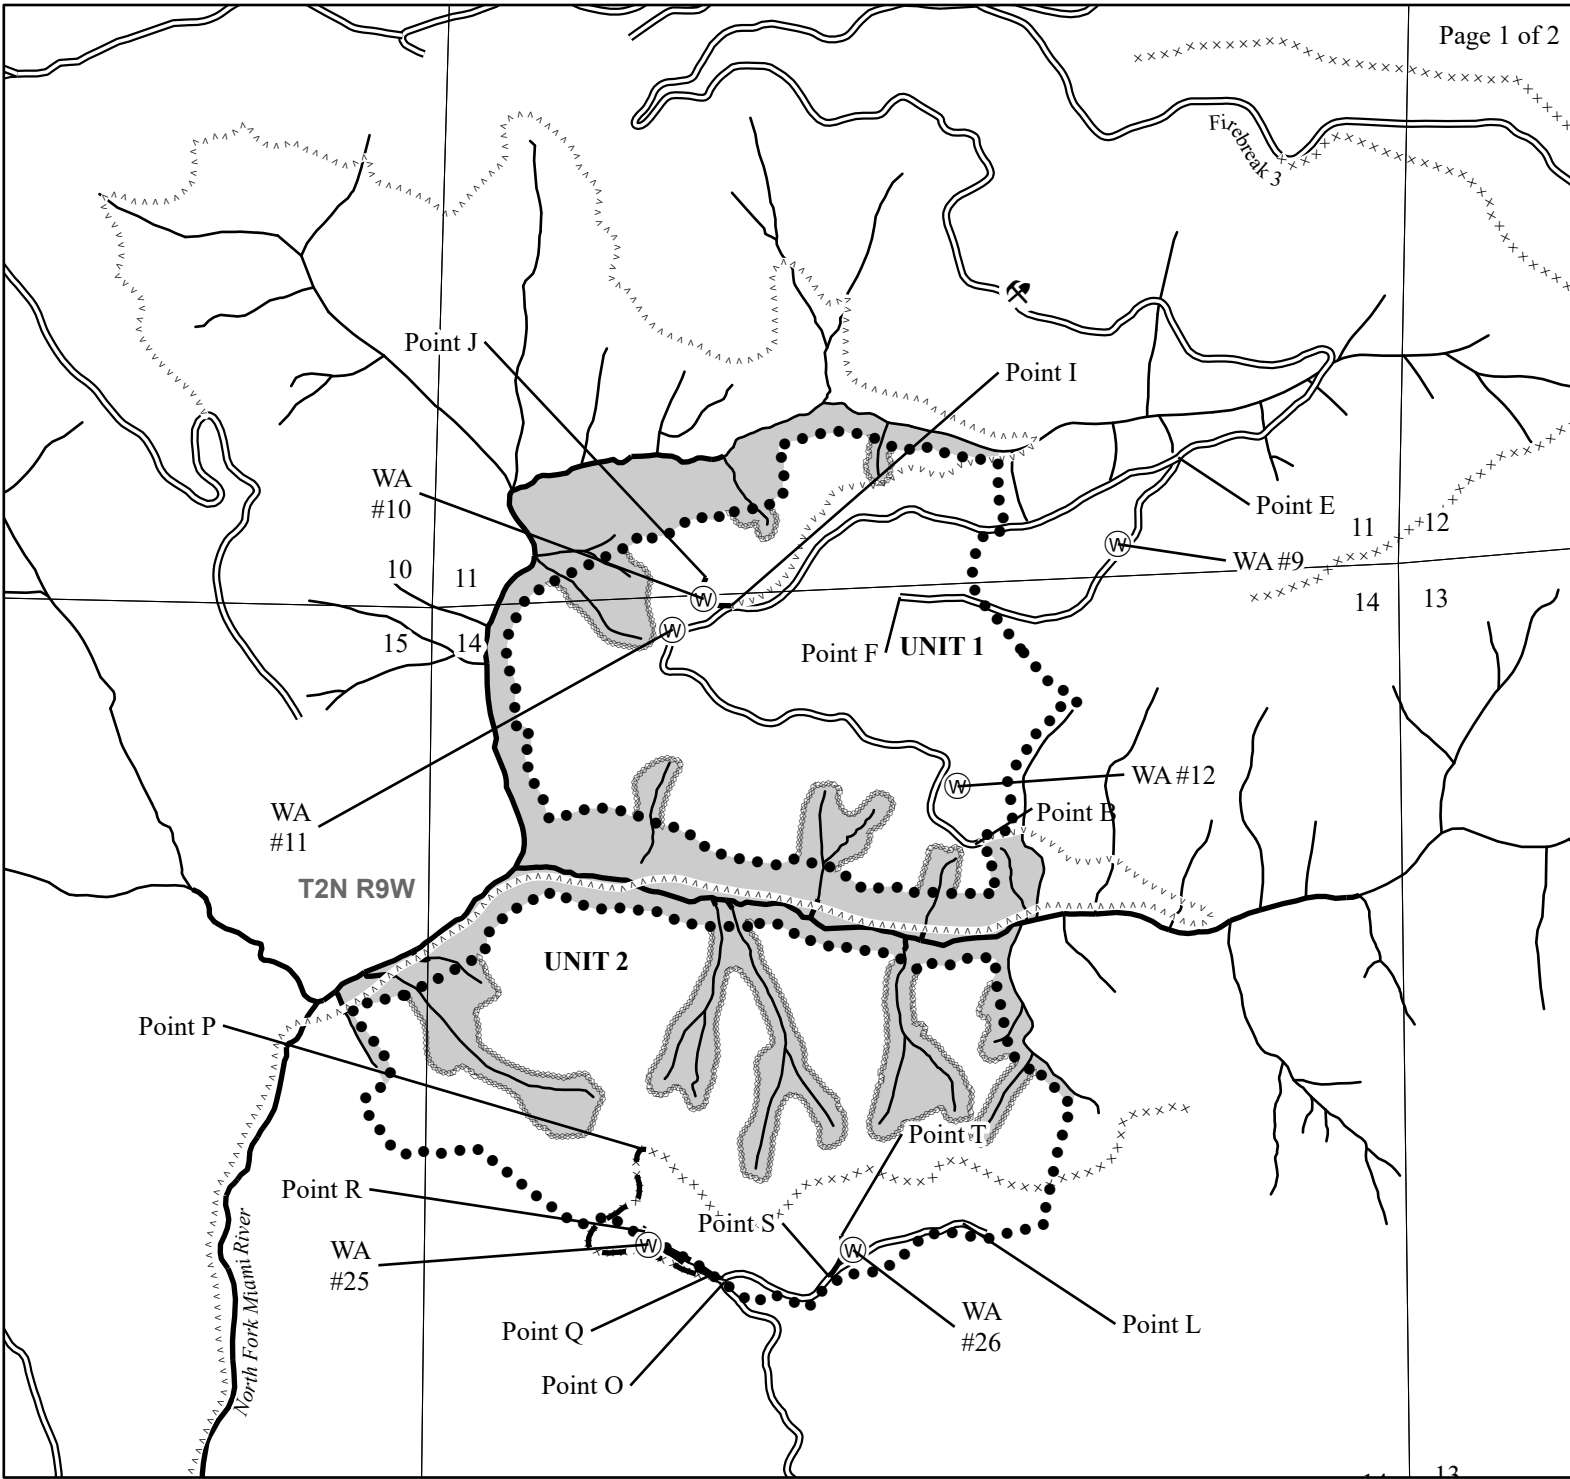 Page 1 of 2
Firebreak 3
Point J
Point I
WA
#10
Point E
11
12
WA #9
10
11
14
13
15
14
Point F
UNIT 1
WA #12
Point B
WA
#11
T2N R9W
UNIT 2
Point P
Point T
Point R
Point S
WA
#25
WA
#26
Point L
Point Q
Point O
North Fork Miami River
W
W
W
W
W
W
13